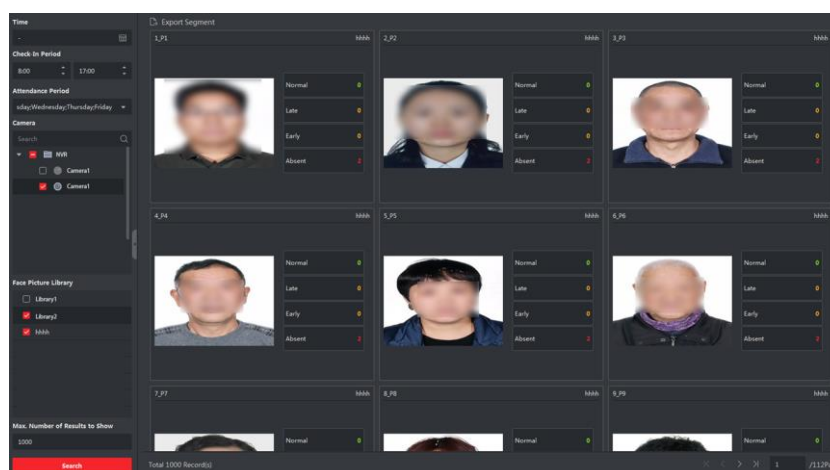 Time
-
Check-In Period
8:00 17:00
Attendance Period
sday;Wednesday;Thursday;Friday
Camera
Search
NVR
Camera1
Camera1
Face Picture Library
Library1
Library2
hhhh
Max. Number of Results to Show
1000
Search
Export Segment
1_P1 hhhh
Normal 0
Late 0
Early 0
Absent 2
2_P2 hhhh
Normal 0
Late 0
Early 0
Absent 2
3_P3 hhhh
Normal 0
Late 0
Early 0
Absent 2
4_P4 hhhh
Normal 0
Late 0
Early 0
Absent 2
5_P5 hhhh
Normal 0
Late 0
Early 0
Absent 2
6_P6 hhhh
Normal 0
Late 0
Early 0
Absent 2
7_P7 hhhh
Normal 0
8_P8 hhhh
Normal 0
9_P9 hhhh
Normal 0
Total 1000 Record(s)
1 /112P